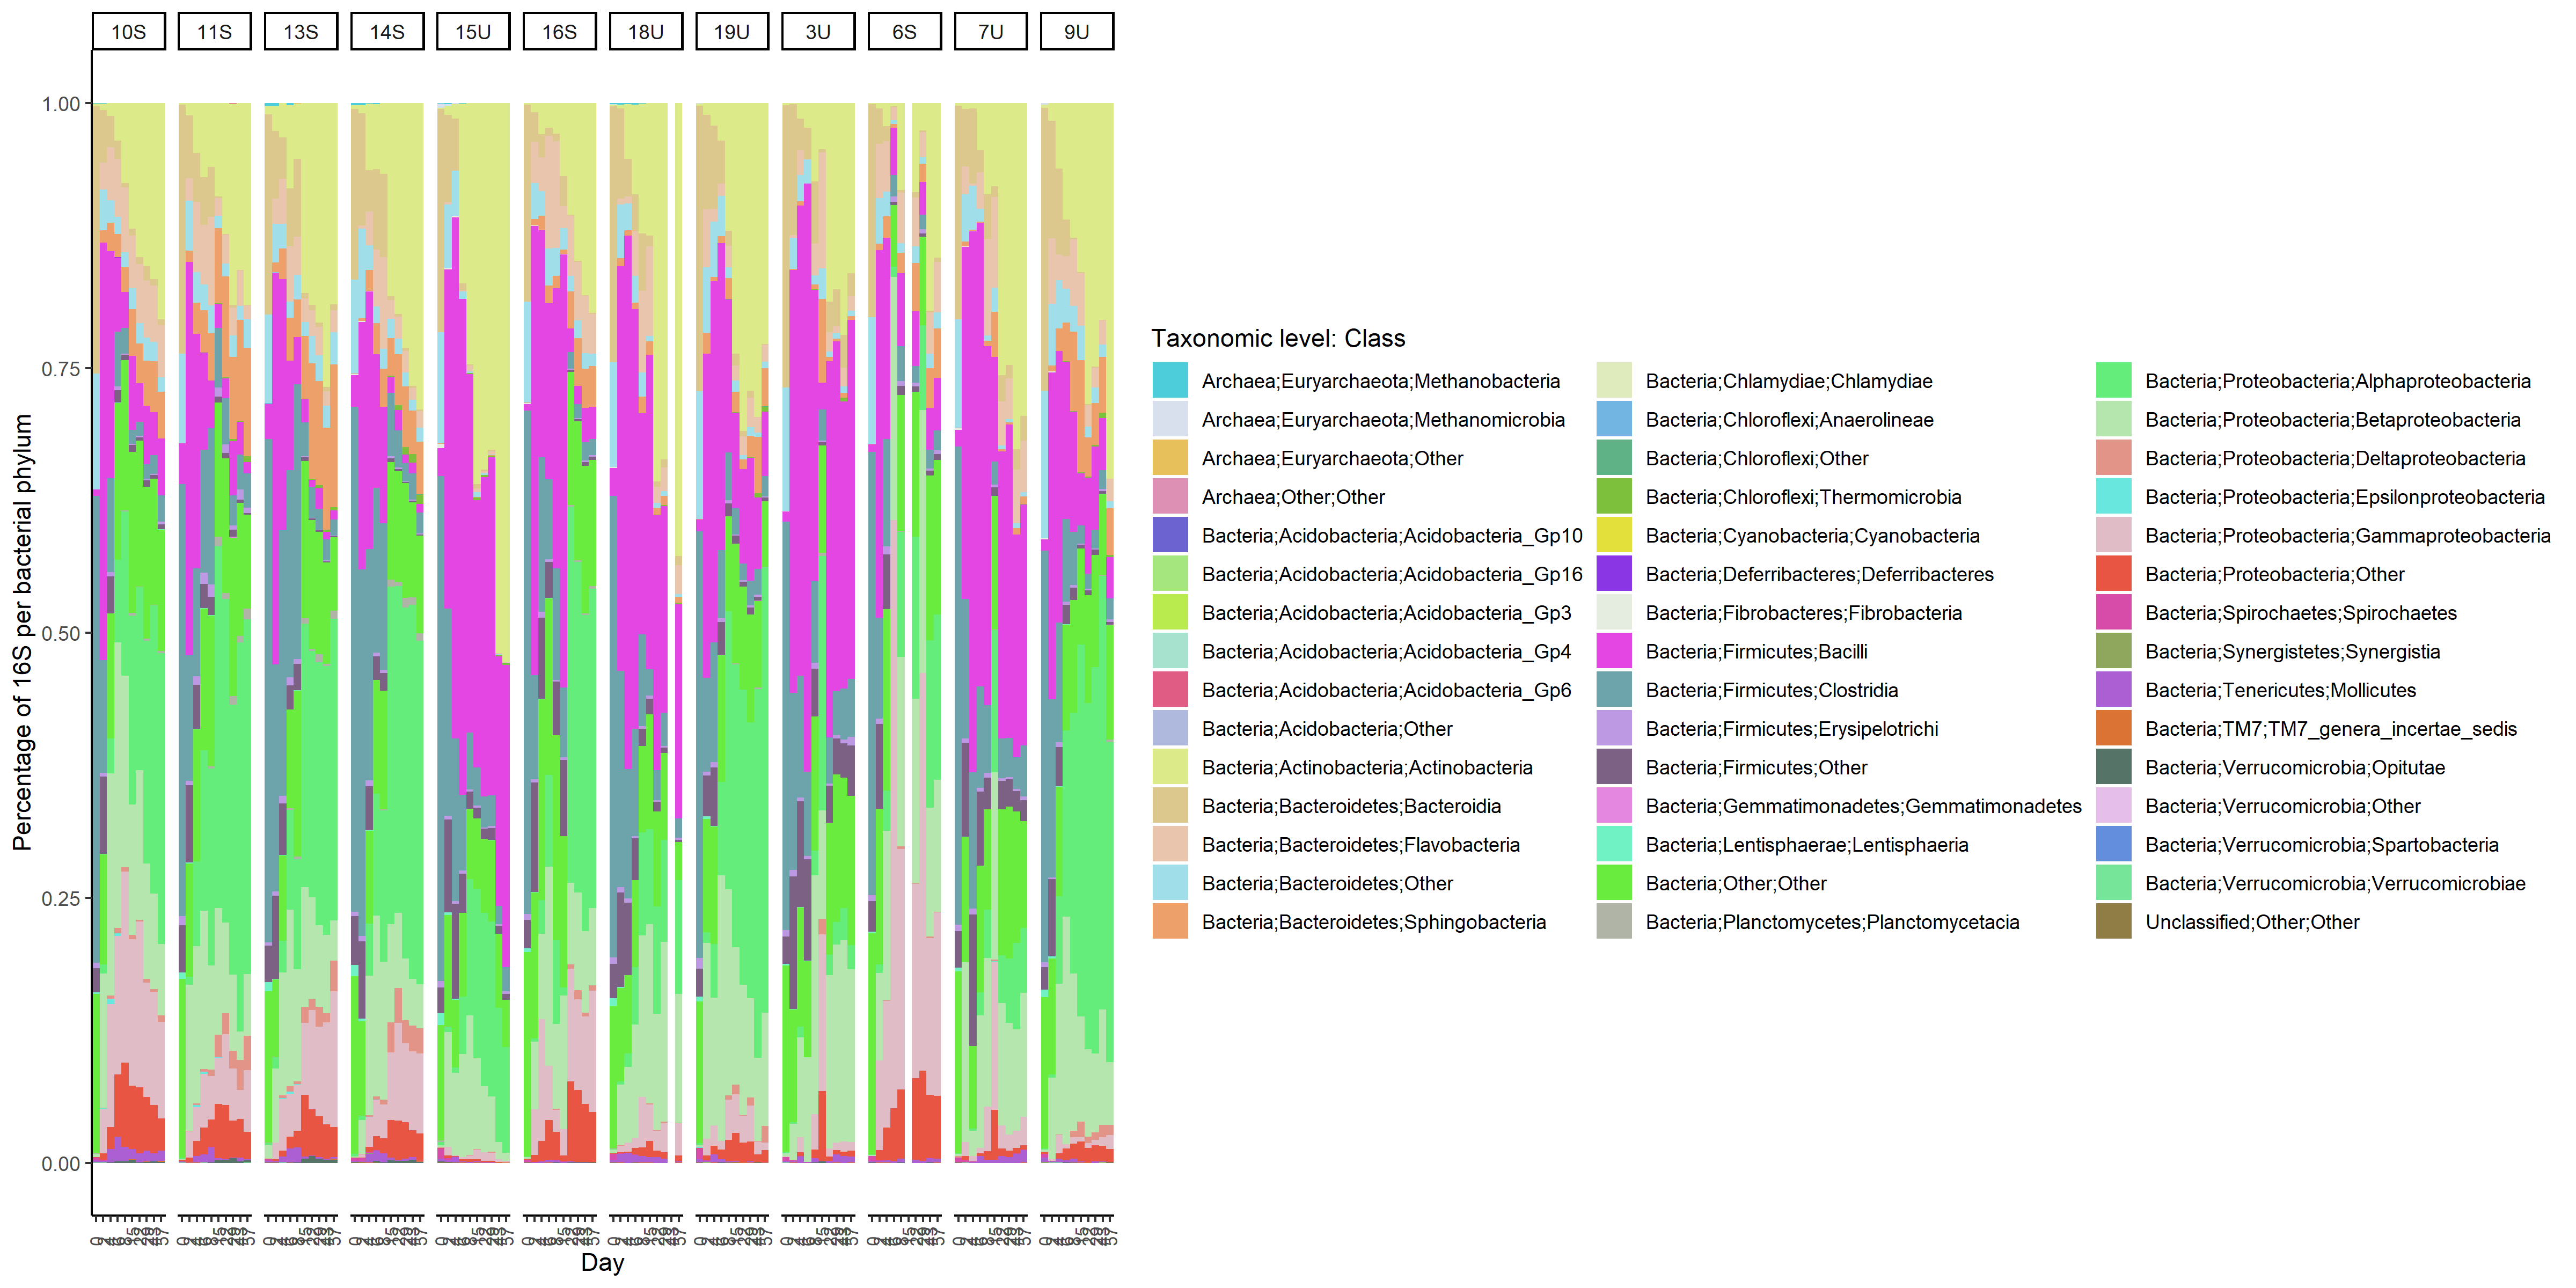 10S 11S 13S 14S 15U 16S 18U 19U 3U 6S 7U 9U
1.00
0.75
0.50
0.25
0.00
Percentage of 16S per bacterial phylum
Day
Taxonomic level: Class
Archaea;Euryarchaeota;Methanobacteria
Archaea;Euryarchaeota;Methanomicrobia
Archaea;Euryarchaeota;Other
Archaea;Other;Other
Bacteria;Acidobacteria;Acidobacteria_Gp10
Bacteria;Acidobacteria;Acidobacteria_Gp16
Bacteria;Acidobacteria;Acidobacteria_Gp3
Bacteria;Acidobacteria;Acidobacteria_Gp4
Bacteria;Acidobacteria;Acidobacteria_Gp6
Bacteria;Acidobacteria;Other
Bacteria;Actinobacteria;Actinobacteria
Bacteria;Bacteroidetes;Bacteroidia
Bacteria;Bacteroidetes;Flavobacteria
Bacteria;Bacteroidetes;Other
Bacteria;Bacteroidetes;Sphingobacteria
Bacteria;Chlamydiae;Chlamydiae
Bacteria;Chloroflexi;Anaerolineae
Bacteria;Chloroflexi;Other
Bacteria;Chloroflexi;Thermomicrobia
Bacteria;Cyanobacteria;Cyanobacteria
Bacteria;Deferribacteres;Deferribacteres
Bacteria;Fibrobacteres;Fibrobacteria
Bacteria;Firmicutes;Bacilli
Bacteria;Firmicutes;Clostridia
Bacteria;Firmicutes;Erysipelotrichi
Bacteria;Firmicutes;Other
Bacteria;Gemmatimonadetes;Gemmatimonadetes
Bacteria;Lentisphaerae;Lentisphaeria
Bacteria;Other;Other
Bacteria;Planctomycetes;Planctomycetacia
Bacteria;Proteobacteria;Alphaproteobacteria
Bacteria;Proteobacteria;Betaproteobacteria
Bacteria;Proteobacteria;Deltaproteobacteria
Bacteria;Proteobacteria;Epsilonproteobacteria
Bacteria;Proteobacteria;Gammaproteobacteria
Bacteria;Proteobacteria;Other
Bacteria;Spirochaetes;Spirochaetes
Bacteria;Synergistetes;Synergistia
Bacteria;Tenericutes;Mollicutes
Bacteria;TM7;TM7_genera_incertae_sedis
Bacteria;Verrucomicrobia;Opitutae
Bacteria;Verrucomicrobia;Other
Bacteria;Verrucomicrobia;Spartobacteria
Bacteria;Verrucomicrobia;Verrucomicrobiae
Unclassified;Other;Other